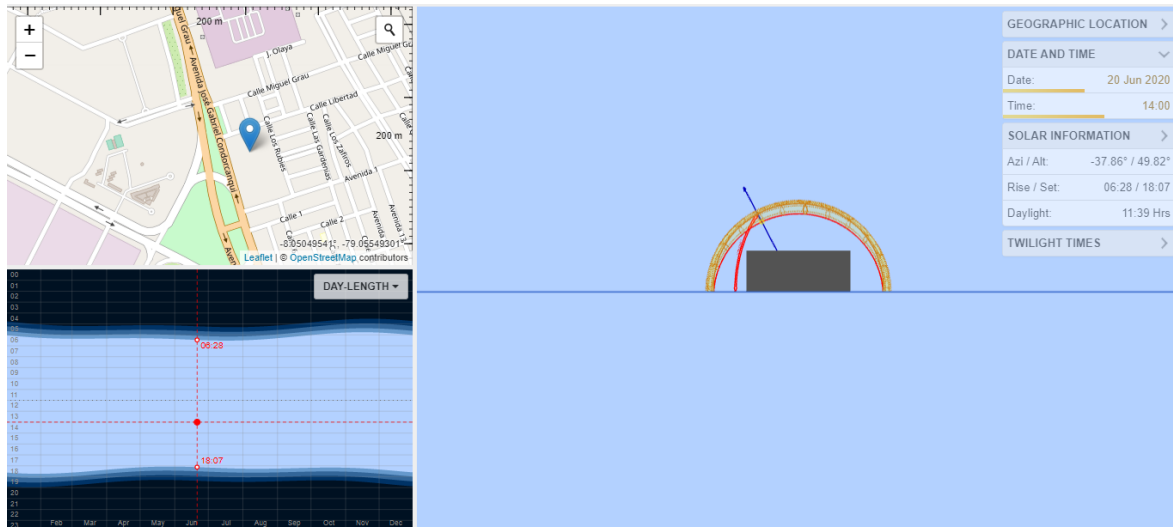 +
−
200 m
200 m
Avenida José Gabriel Condorcanqui
J. Olaya
Calle Miguel Grau
Calle Miguel Gr
Calle Libertad
Calle Los Rubies
Calle Las Gardenias
Calle Los Zafiros
Avenida 1
Calle 1
Calle 2
-8.05049541°, -79.05549301°
Leaflet | © OpenStreetMap contributors
DAY-LENGTH
00
01
02
03
04
05
06
07
08
09
10
11
12
13
14
15
16
17
18
19
20
21
22
23
06:28
18:07
Feb Mar Apr May Jun Jul Aug Sep Oct Nov Dec
GEOGRAPHIC LOCATION
DATE AND TIME
Date: 20 Jun 2020
Time: 14:00
SOLAR INFORMATION
Azi / Alt: -37.86° / 49.82°
Rise / Set: 06:28 / 18:07
Daylight: 11:39 Hrs
TWILIGHT TIMES